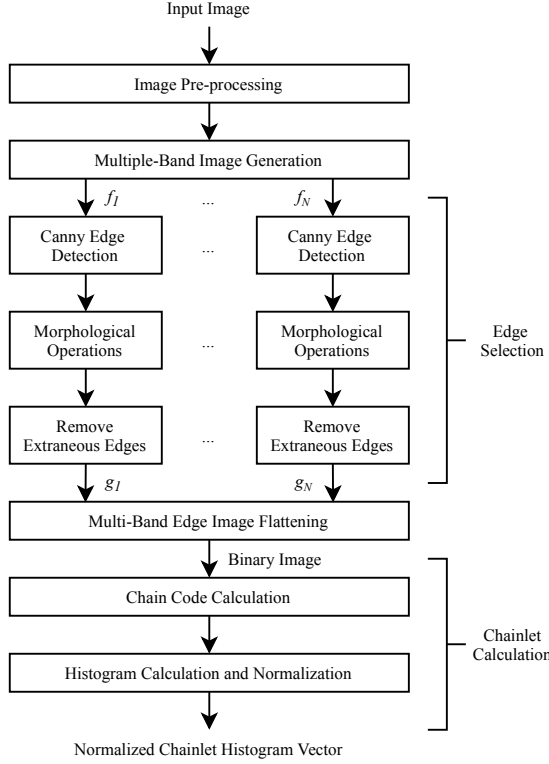 Input Image
Image Pre-processing
Multiple-Band Image Generation
f1 ... fN
Canny Edge
Detection
...
Canny Edge
Detection
Morphological
Operations
...
Morphological
Operations
Edge
Selection
Remove
Extraneous Edges
...
Remove
Extraneous Edges
g1 gN
Multi-Band Edge Image Flattening
Binary Image
Chain Code Calculation
Chainlet
Calculation
Histogram Calculation and Normalization
Normalized Chainlet Histogram Vector